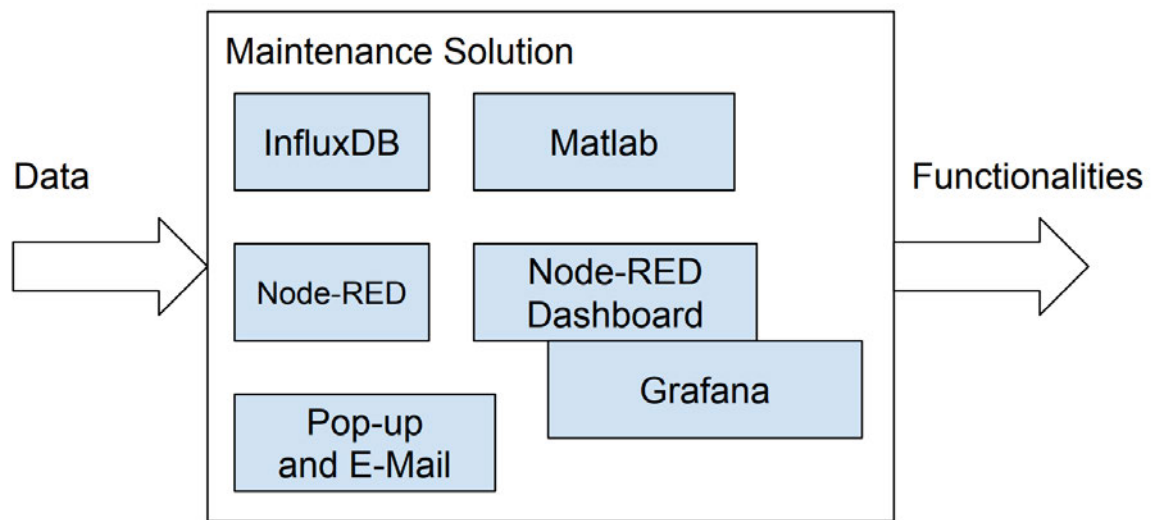 Maintenance Solution
InfluxDB
Matlab
Data
Functionalities
Node-RED
Node-RED
Dashboard
Grafana
Pop-up
and E-Mail